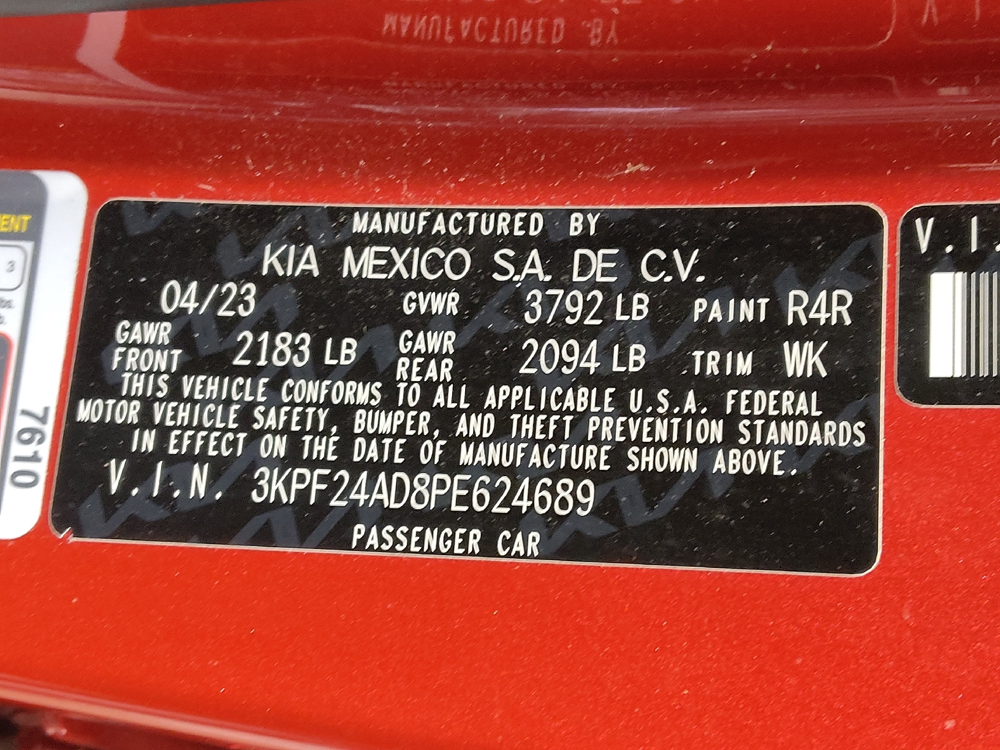 MANUFACTURED BY
MANUFACTURED BY
KIA MEXICO S.A. DE C.V.
04/23 GVWR 3792 LB PAINT R4R
GAWR FRONT 2183 LB GAWR REAR 2094 LB TRIM WK
THIS VEHICLE CONFORMS TO ALL APPLICABLE U.S.A. FEDERAL
MOTOR VEHICLE SAFETY, BUMPER, AND THEFT PREVENTION STANDARDS
IN EFFECT ON THE DATE OF MANUFACTURE SHOWN ABOVE.
V.I.N. 3KPF24AD8PE624689
PASSENGER CAR
ENT
3
7610
V.I.